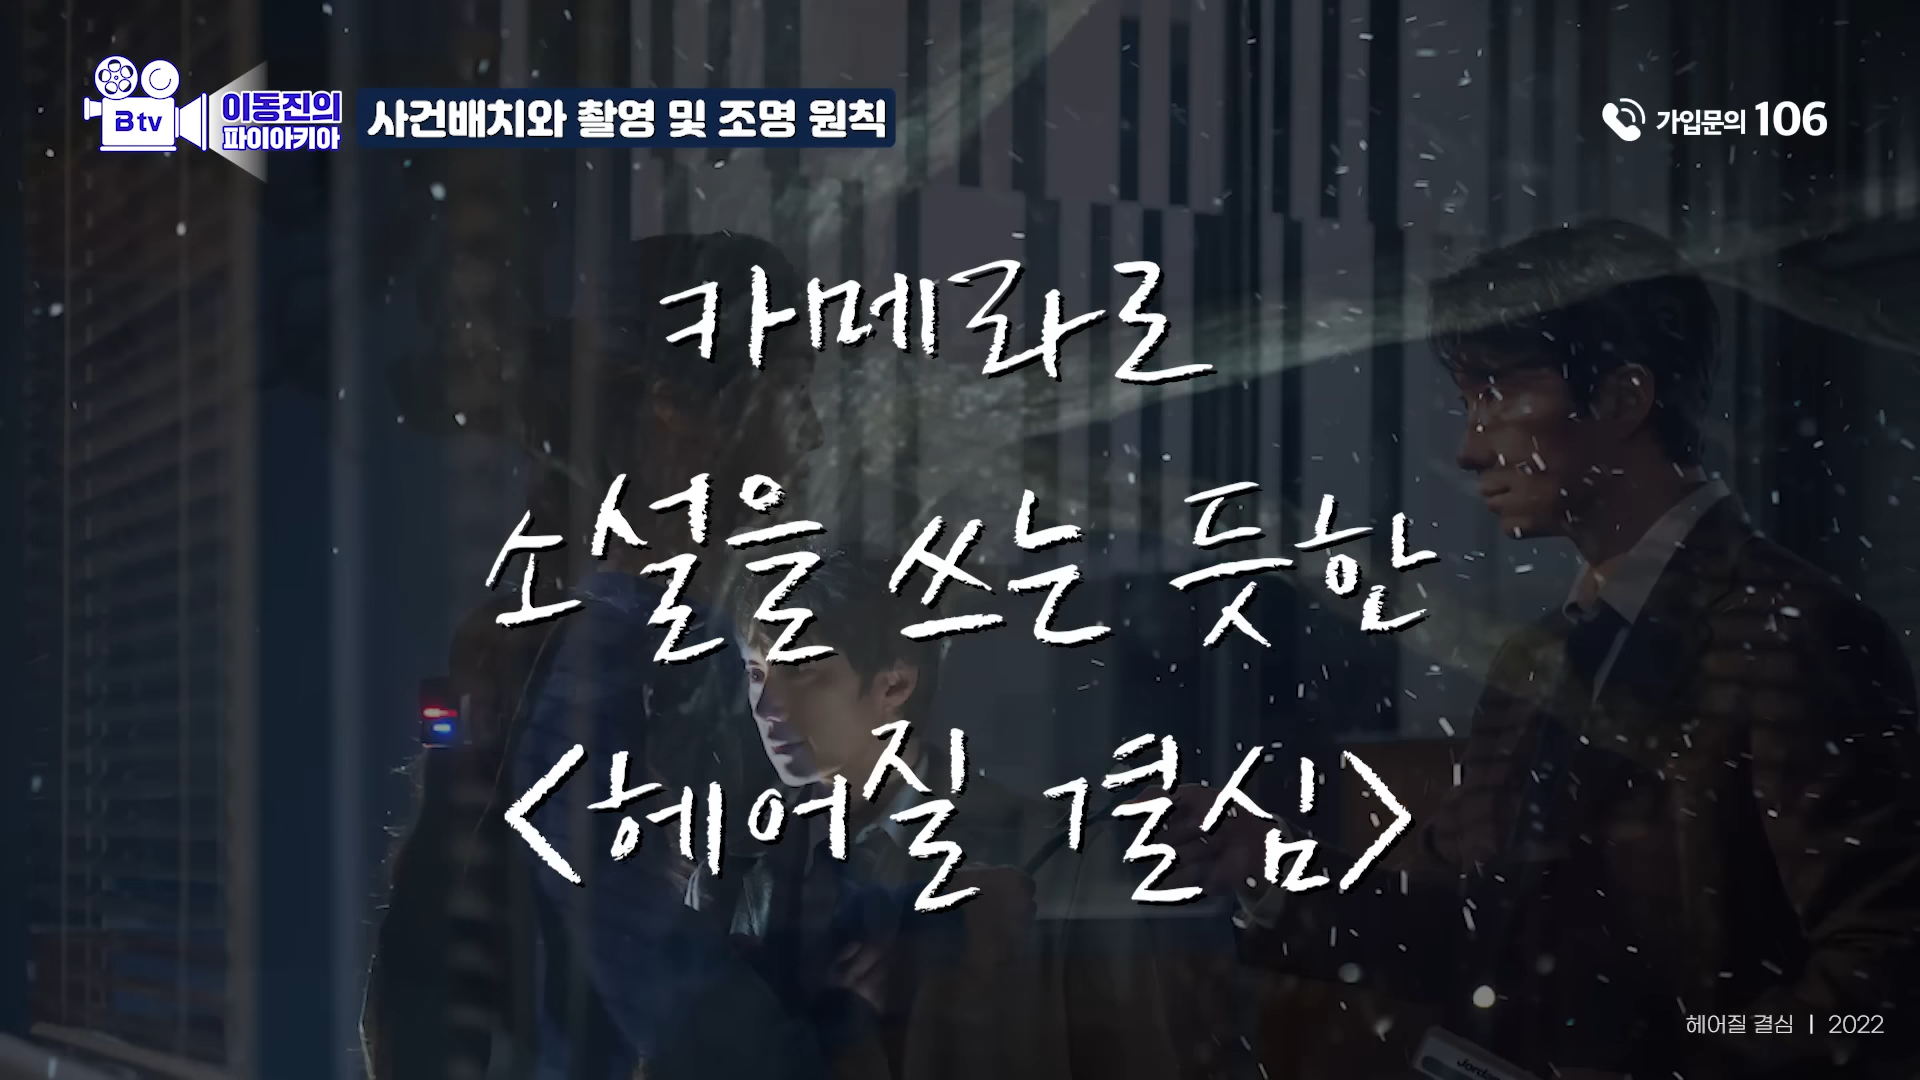 Btv
이동진의
파이아키아
사건배치와 촬영 및 조명 원칙
가입문의 106
카메라로
소설을 쓰는 듯한
<헤어질 결심>
헤어질 결심 | 2022